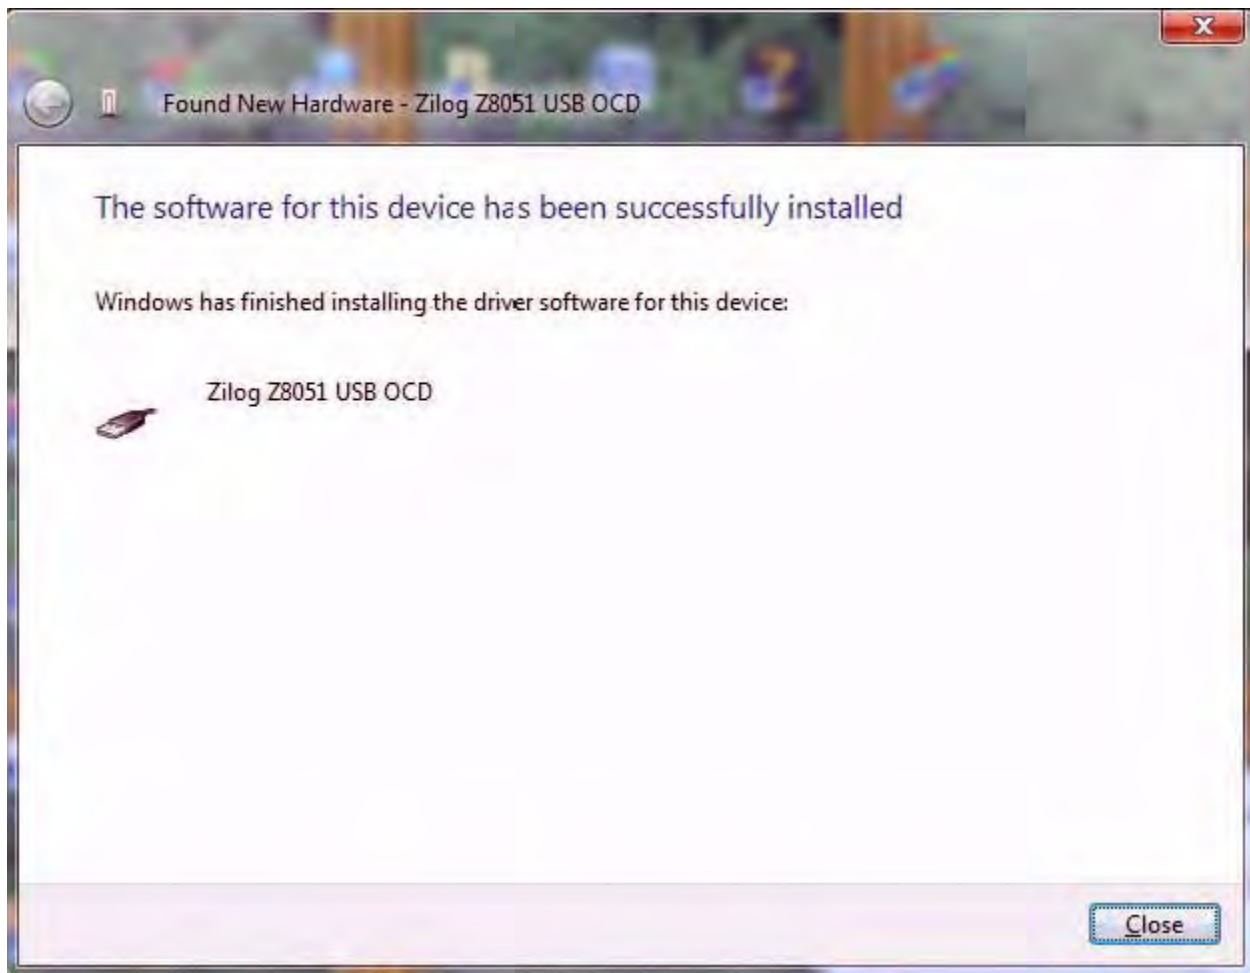 Found New Hardware - Zilog Z8051 USB OCD
The software for this device has been successfully installed
Windows has finished installing the driver software for this device:
Zilog Z8051 USB OCD
Close